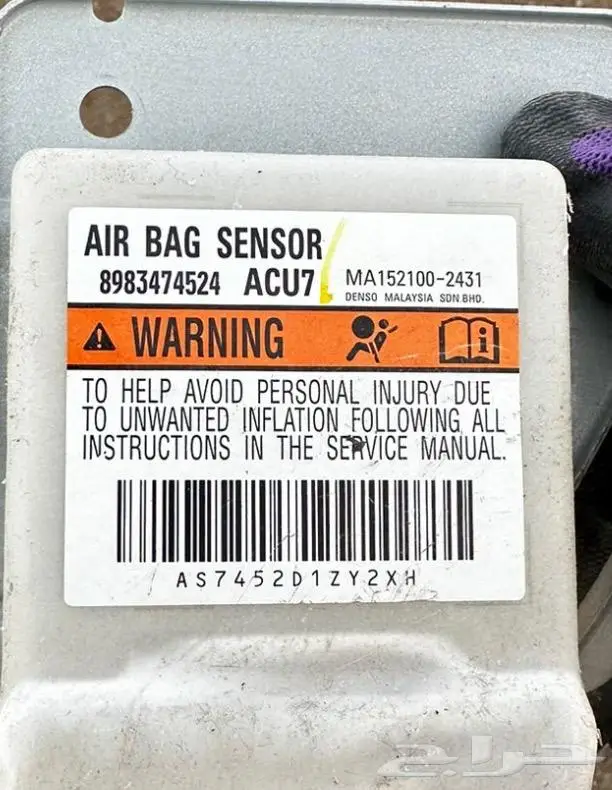 AIR BAG SENSOR
8983474524 ACU7 MA152100-2431
DENSO MALAYSIA SDN.BHD.
WARNING
TO HELP AVOID PERSONAL INJURY DUE
TO UNWANTED INFLATION FOLLOWING ALL
INSTRUCTIONS IN THE SERVICE MANUAL.
AS7452D1ZY2XH
حراج